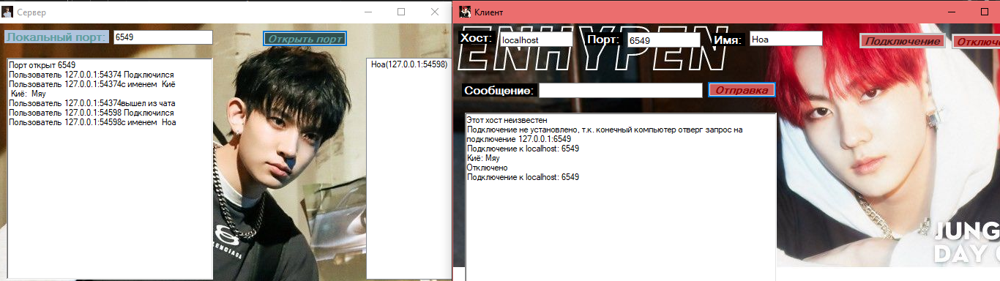 Сервер
Локальный порт:
6549
Открыть порт
Порт открыт 6549
Пользователь 127.0.0.1:54374 Подключился
Пользователь 127.0.0.1:54374с именем Киё
Киё: Мяу
Пользователь 127.0.0.1:54374вышел из чата
Пользователь 127.0.0.1:54598 Подключился
Пользователь 127.0.0.1:54598с именем Ноа
Ноа(127.0.0.1:54598)
Клиент
ENHYPEN
Хост:
localhost
Порт:
6549
Имя:
Ноа
Подключение
Отключе
Сообщение:
Отправка
Этот хост неизвестен
Подключение не установлено, т.к. конечный компьютер отверг запрос на
подключение 127.0.0.1:6549
Подключение к localhost: 6549
Киё: Мяу
Отключено
Подключение к localhost: 6549
JUNG
DAY